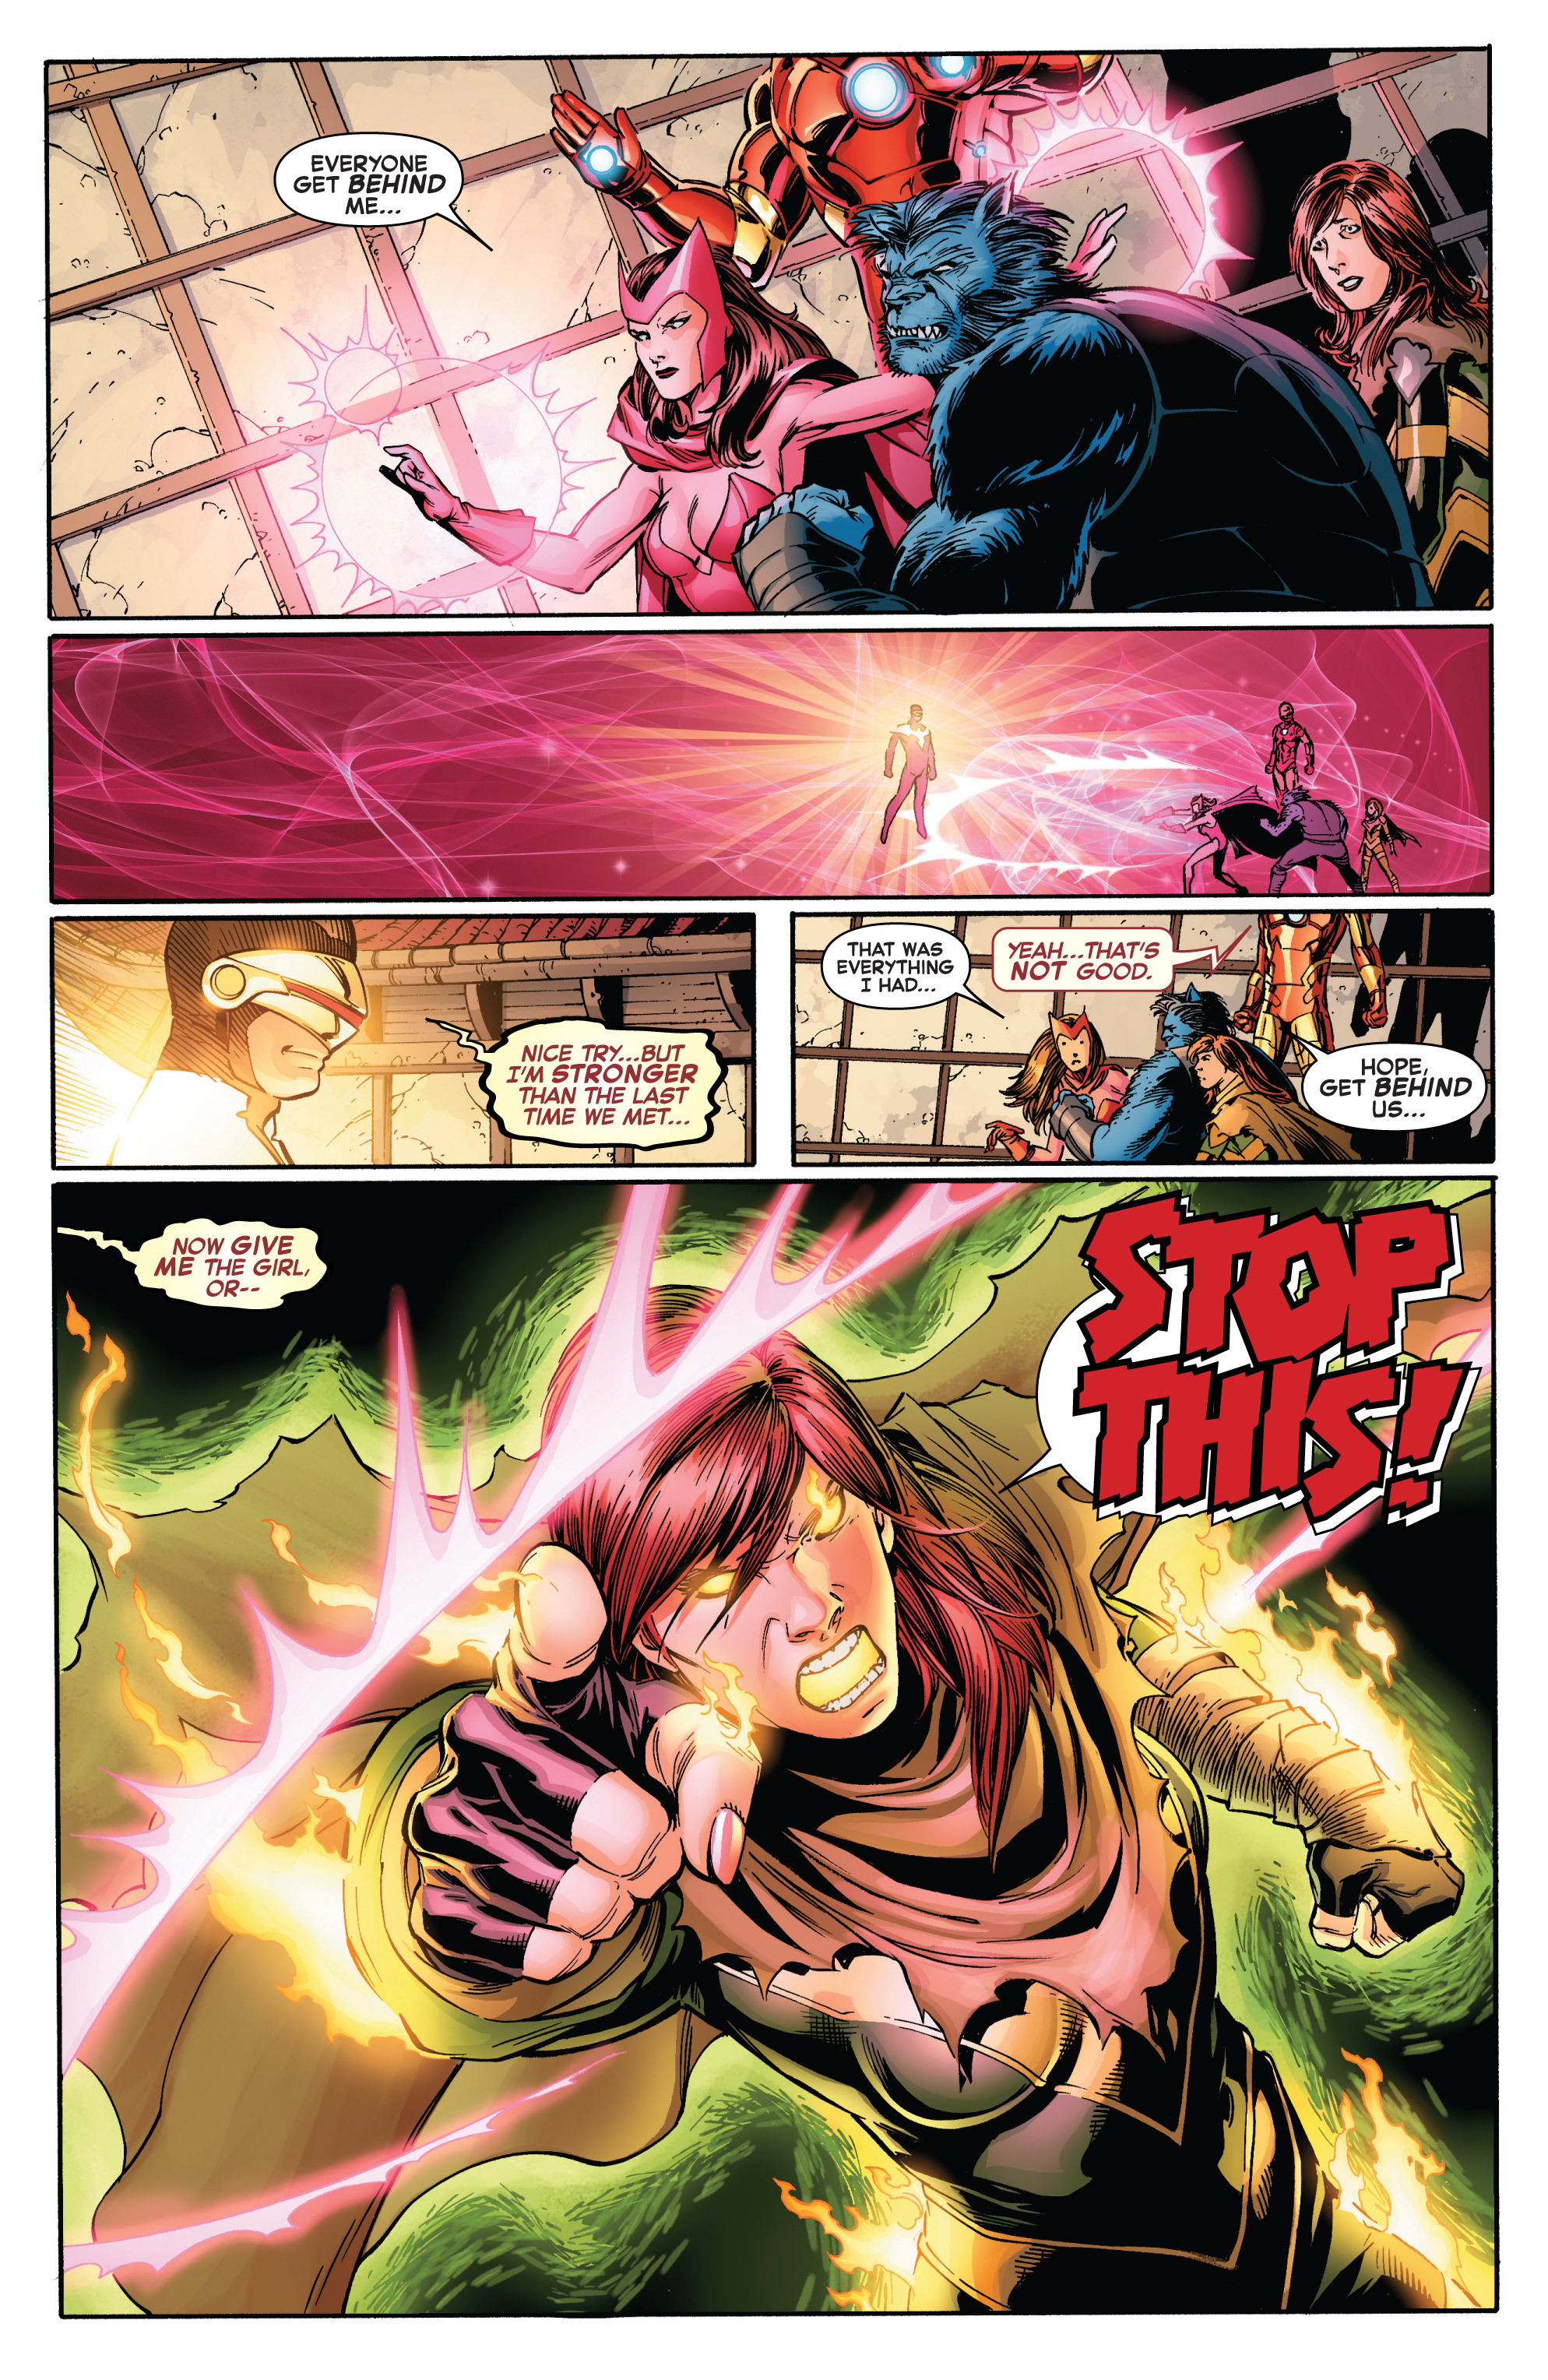 EVERYONE
GET BEHIND
ME...
NICE TRY...BUT
I'M STRONGER
THAN THE LAST
TIME WE MET...
THAT WAS
EVERYTHING
I HAD...
YEAH...THAT'S
NOT GOOD.
HOPE,
GET BEHIND
US...
NOW GIVE
ME THE GIRL,
OR--
STOP
THIS!